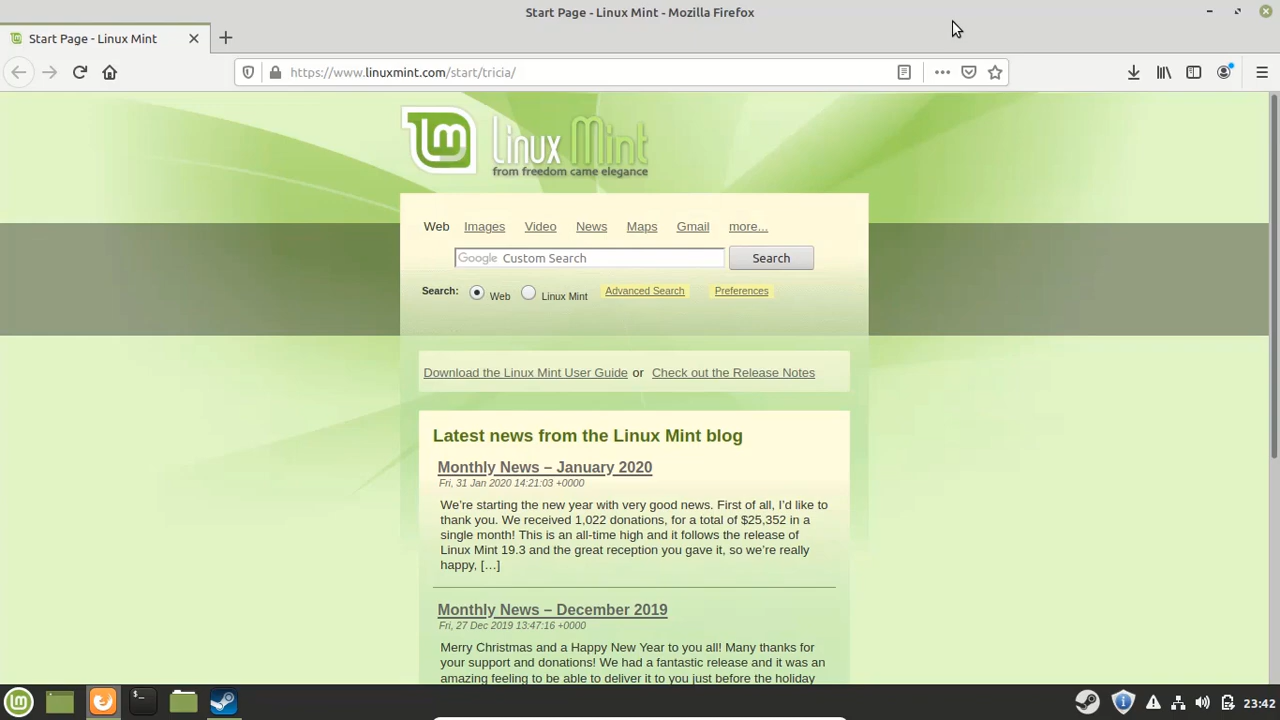 Start Page - Linux Mint - Mozilla Firefox
Start Page - Linux Mint
https://www.linuxmint.com/start/tricia/
Linux Mint
from freedom came elegance
Web Images Video News Maps Gmail more...
Google Custom Search Search
Search: Web Linux Mint Advanced Search Preferences
Download the Linux Mint User Guide or Check out the Release Notes
Latest news from the Linux Mint blog
Monthly News – January 2020
Fri, 31 Jan 2020 14:21:03 +0000
We're starting the new year with very good news. First of all, I'd like to
thank you. We received 1,022 donations, for a total of $25,352 in a
single month! This is an all-time high and it follows the release of
Linux Mint 19.3 and the great reception you gave it, so we're really
happy, […]
Monthly News – December 2019
Fri, 27 Dec 2019 13:47:16 +0000
Merry Christmas and a Happy New Year to you all! Many thanks for
your support and donations! We had a fantastic release and it was an
amazing feeling to be able to deliver it to you just before the holiday
23:42